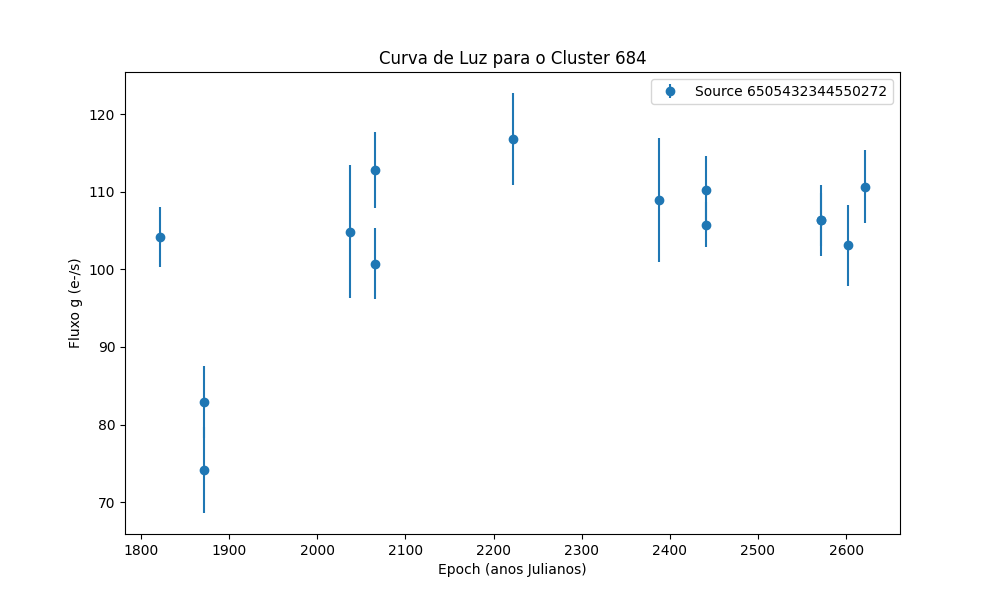 Curva de Luz para o Cluster 684
Source 6505432344550272
Fluxo g (e-/s)
120
110
100
90
80
70
1800 1900 2000 2100 2200 2300 2400 2500 2600
Epoch (anos Julianos)